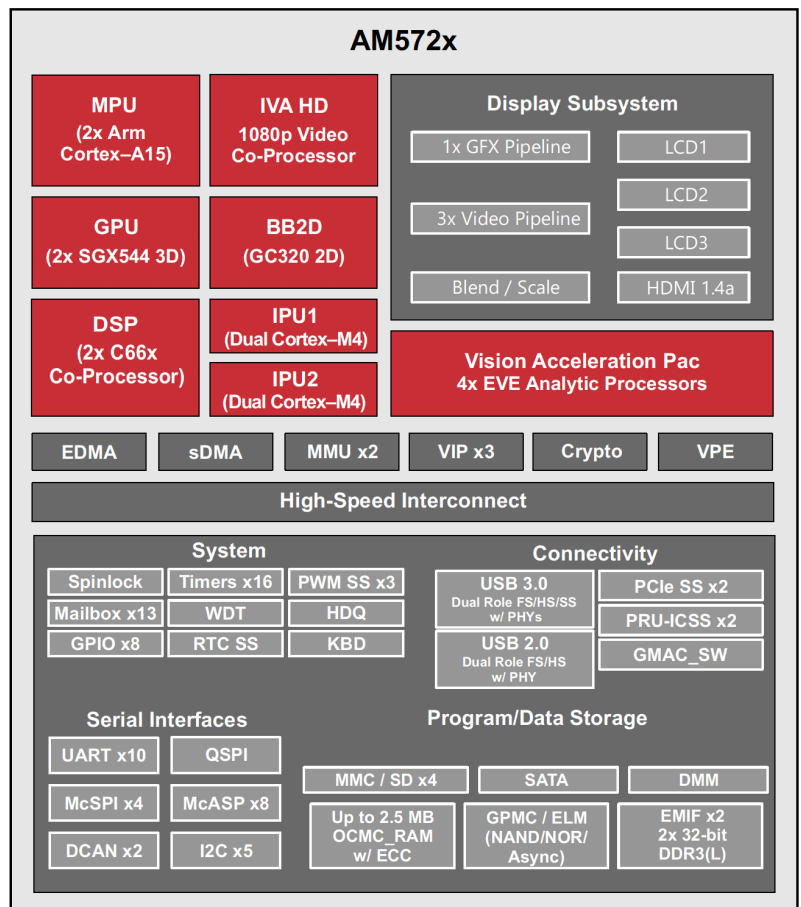 AM572x
MPU
(2x Arm
Cortex–A15)
IVA HD
1080p Video
Co-Processor
GPU
(2x SGX544 3D)
BB2D
(GC320 2D)
DSP
(2x C66x
Co-Processor)
IPU1
(Dual Cortex–M4)
IPU2
(Dual Cortex–M4)
Display Subsystem
1x GFX Pipeline
LCD1
LCD2
3x Video Pipeline
LCD3
Blend / Scale
HDMI 1.4a
Vision Acceleration Pac
4x EVE Analytic Processors
EDMA
sDMA
MMU x2
VIP x3
Crypto
VPE
High-Speed Interconnect
System
Spinlock
Timers x16
PWM SS x3
Mailbox x13
WDT
HDQ
GPIO x8
RTC SS
KBD
Connectivity
USB 3.0
Dual Role FS/HS/SS
w/ PHYs
USB 2.0
Dual Role FS/HS
w/ PHY
PCIe SS x2
PRU-ICSS x2
GMAC_SW
Serial Interfaces
UART x10
QSPI
McSPI x4
McASP x8
DCAN x2
I2C x5
Program/Data Storage
MMC / SD x4
SATA
DMM
Up to 2.5 MB
OCMC_RAM
w/ ECC
GPMC / ELM
(NAND/NOR/
Async)
EMIF x2
2x 32-bit
DDR3(L)